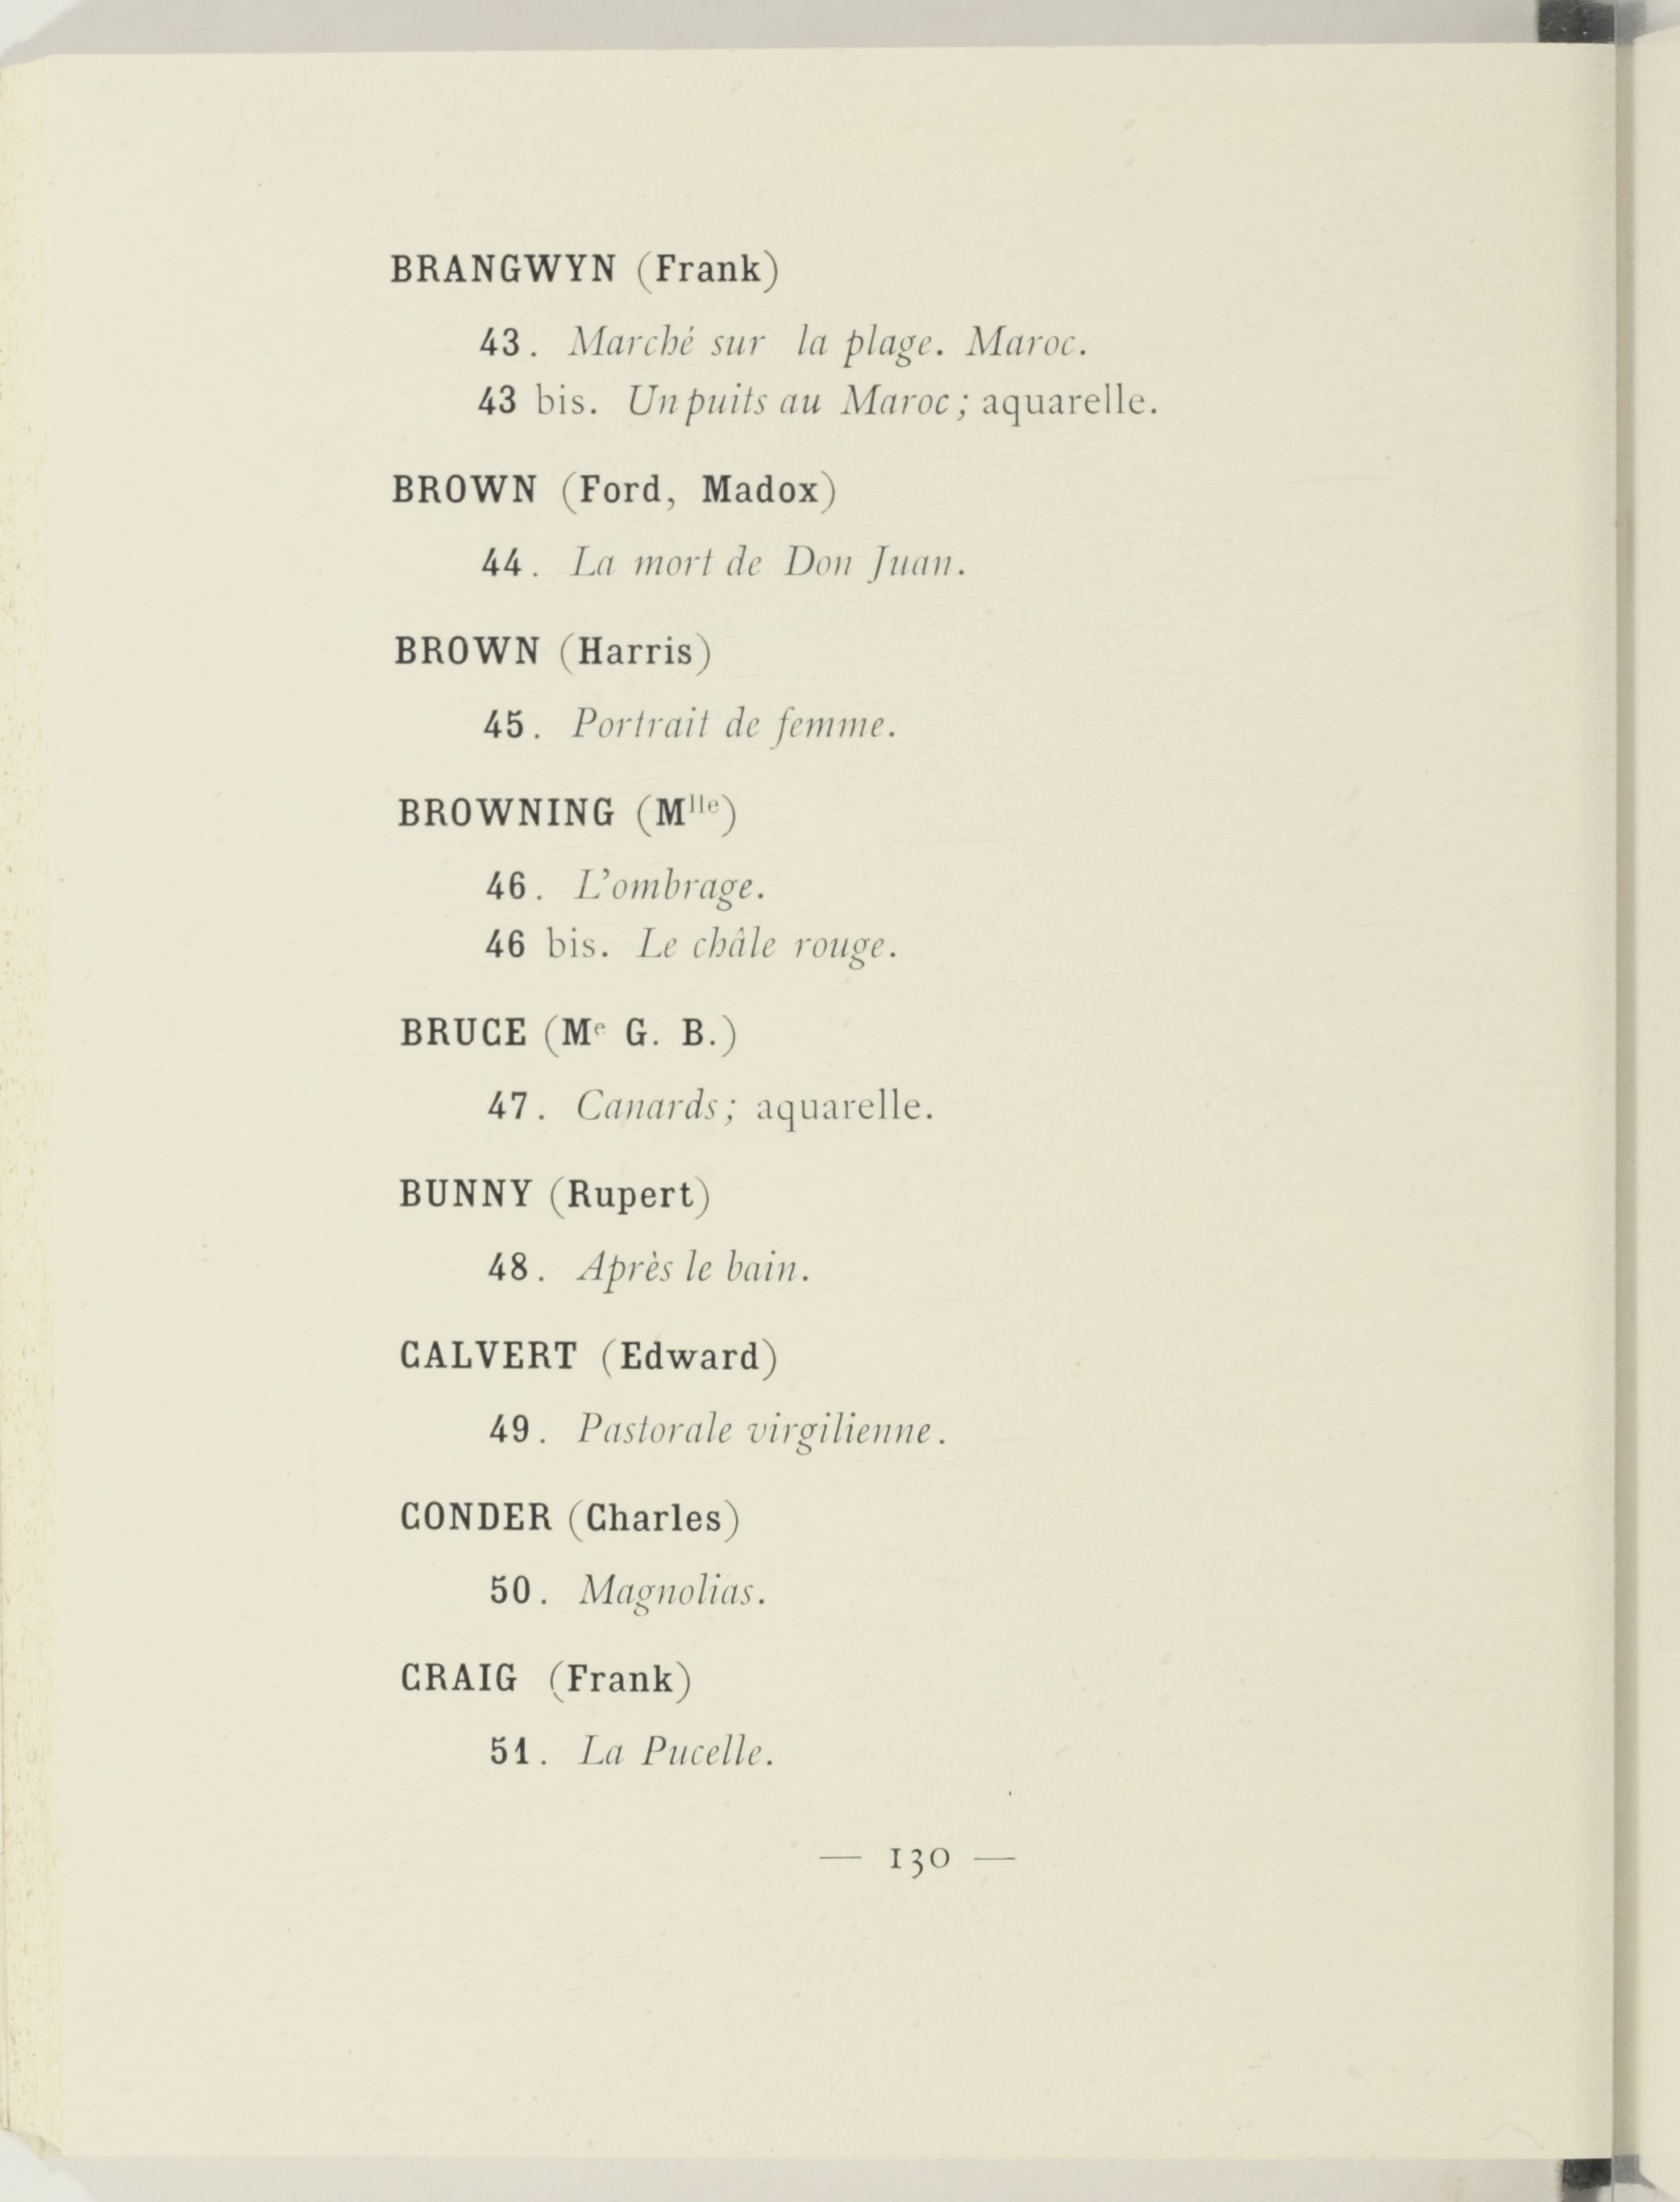 BRANGWYN (Frank)
43. Marché sur la plage. Maroc.
43 bis. Un puits au Maroc; aquarelle.
BROWN (Ford, Madox)
44. La mort de Don Juan.
BROWN (Harris)
45. Portrait de femme.
BROWNING (Mlle)
46. L'ombrage.
46 bis. Le châle rouge.
BRUCE (Me G. B.)
47. Canards; aquarelle.
BUNNY (Rupert)
48. Après le bain.
CALVERT (Edward)
49. Pastorale virgilienne.
CONDER (Charles)
50. Magnolias.
CRAIG (Frank)
51. La Pucelle.
— 130 —